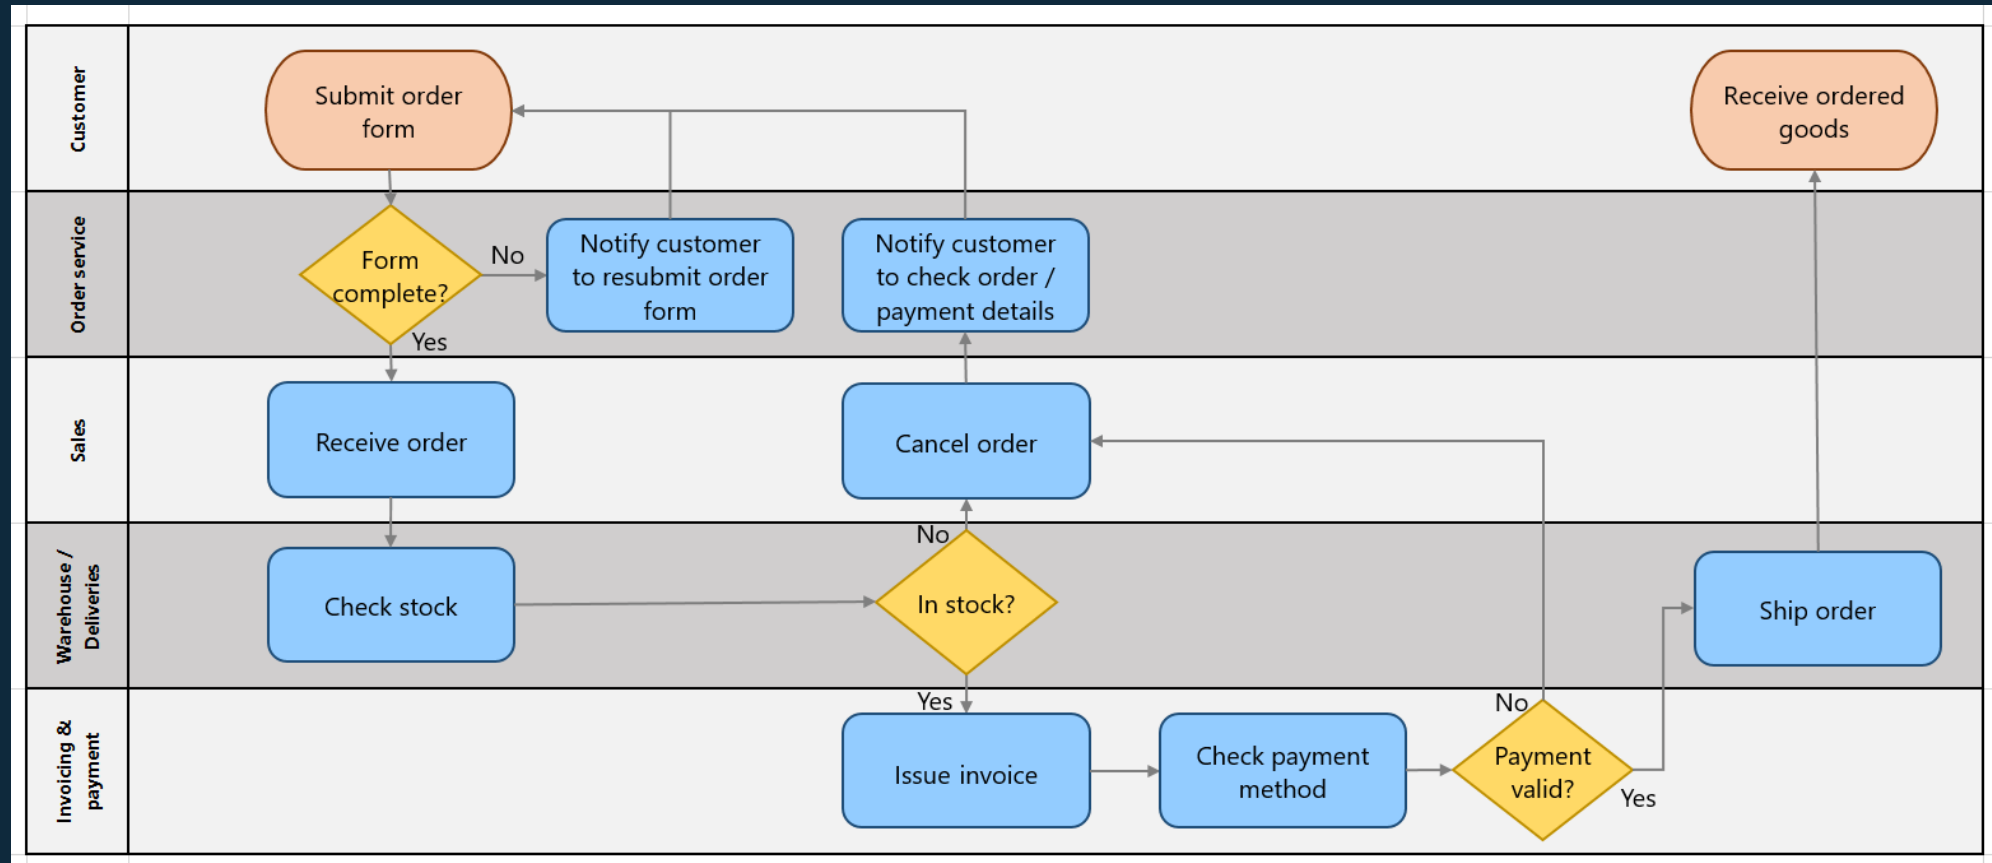 Customer
Submit order
form
Receive ordered
goods
Order service
Form
complete?
No
Yes
Notify customer
to resubmit order
form
Notify customer
to check order /
payment details
Sales
Receive order
Cancel order
Warehouse /
Deliveries
Check stock
No
In stock?
Yes
Ship order
Invoicing &
payment
Issue invoice
Check payment
method
No
Payment
valid?
Yes